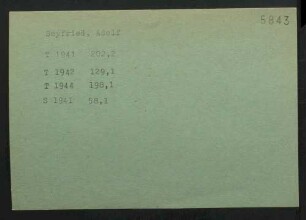 5843
Seyfried, Adolf
T 1941 202,2
T 1942 129,1
T 1944 198,1
S 1941 58,1